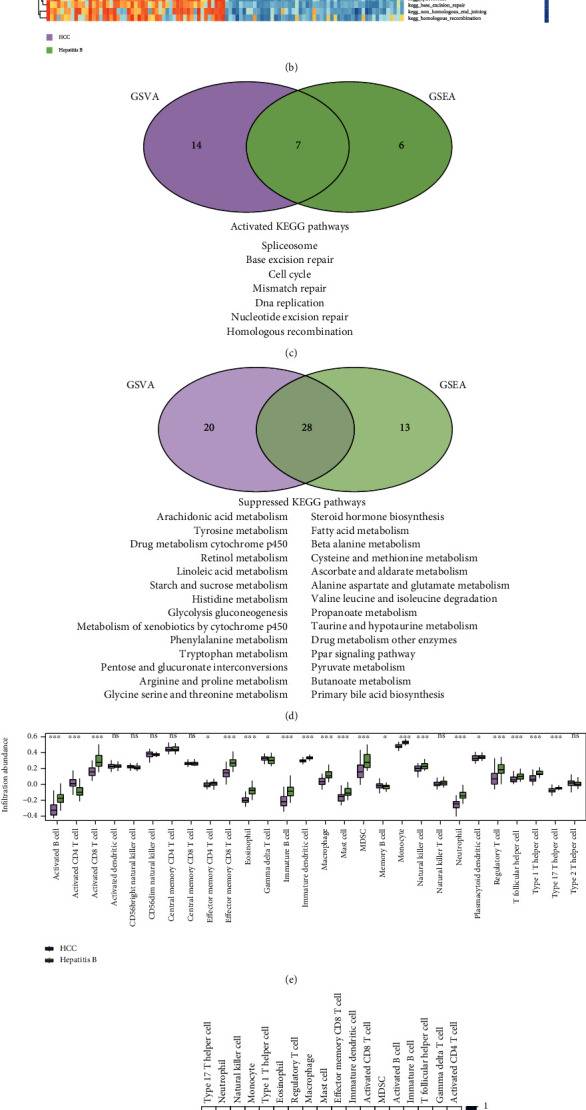 kegg_base_excision_repair
kegg_non_homologous_end_joining
kegg_homologous_recombination
HCC
Hepatitis B
(b)
GSVA
GSEA
14
7
6
Activated KEGG pathways
Spliceosome
Base excision repair
Cell cycle
Mismatch repair
Dna replication
Nucleotide excision repair
Homologous recombination
(c)
GSVA
GSEA
20
28
13
Suppressed KEGG pathways
Arachidonic acid metabolism
Tyrosine metabolism
Drug metabolism cytochrome p450
Retinol metabolism
Linoleic acid metabolism
Starch and sucrose metabolism
Histidine metabolism
Glycolysis gluconeogenesis
Metabolism of xenobiotics by cytochrome p450
Phenylalanine metabolism
Tryptophan metabolism
Pentose and glucuronate interconversions
Arginine and proline metabolism
Glycine serine and threonine metabolism
Steroid hormone biosynthesis
Fatty acid metabolism
Beta alanine metabolism
Cysteine and methionine metabolism
Ascorbate and aldarate metabolism
Alanine aspartate and glutamate metabolism
Valine leucine and isoleucine degradation
Propanoate metabolism
Taurine and hypotaurine metabolism
Drug metabolism other enzymes
Ppar signaling pathway
Pyruvate metabolism
Butanoate metabolism
Primary bile acid biosynthesis
(d)
Infiltration abundance
0.6
0.4
0.2
0.0
−0.2
−0.4
ns
ns
ns
ns
ns
ns
Activated B cell
Activated CD4 T cell
Activated CD8 T cell
Activated dendritic cell
CD56bright natural killer cell
CD56dim natural killer cell
Central memory CD4 T cell
Central memory CD8 T cell
Effector memory CD4 T cell
Effector memory CD8 T cell
Eosinophil
Gamma delta T cell
Immature B cell
Immature dendritic cell
Macrophage
Mast cell
MDSC
Memory B cell
Monocyte
Natural killer cell
Natural killer T cell
Neutrophil
Plasmacytoid dendritic cell
Regulatory T cell
T follicular helper cell
Type 1 T helper cell
Type 17 T helper cell
Type 2 T helper cell
HCC
Hepatitis B
(e)
Type 17 T helper cell
Neutrophil
Natural killer cell
Monocyte
Type 1 T helper cell
Eosinophil
Regulatory T cell
Macrophage
Mast cell
Effector memory CD8 T cell
Immature dendritic cell
Activated CD8 T cell
MDSC
Activated B cell
Immature B cell
T follicular helper cell
Gamma delta T cell
Activated CD4 T cell
1